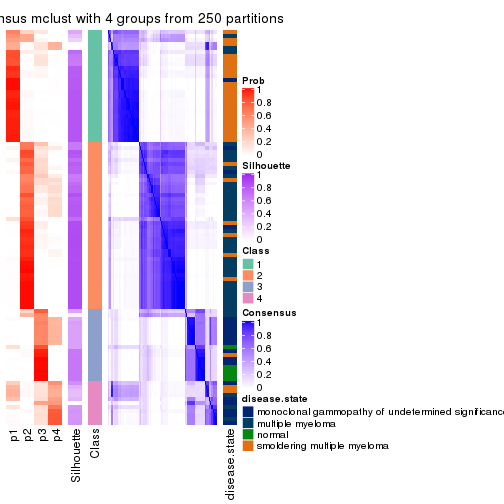 nsus mclust with 4 groups from 250 partitions
Prob
1
0.8
0.6
0.4
0.2
0
Silhouette
1
0.8
0.6
0.4
0.2
0
Class
1
2
3
4
Consensus
1
0.8
0.6
0.4
0.2
0
disease.state
monoclonal gammopathy of undetermined significance
multiple myeloma
normal
smoldering multiple myeloma
p1
p2
p3
p4
Silhouette
Class
disease.state